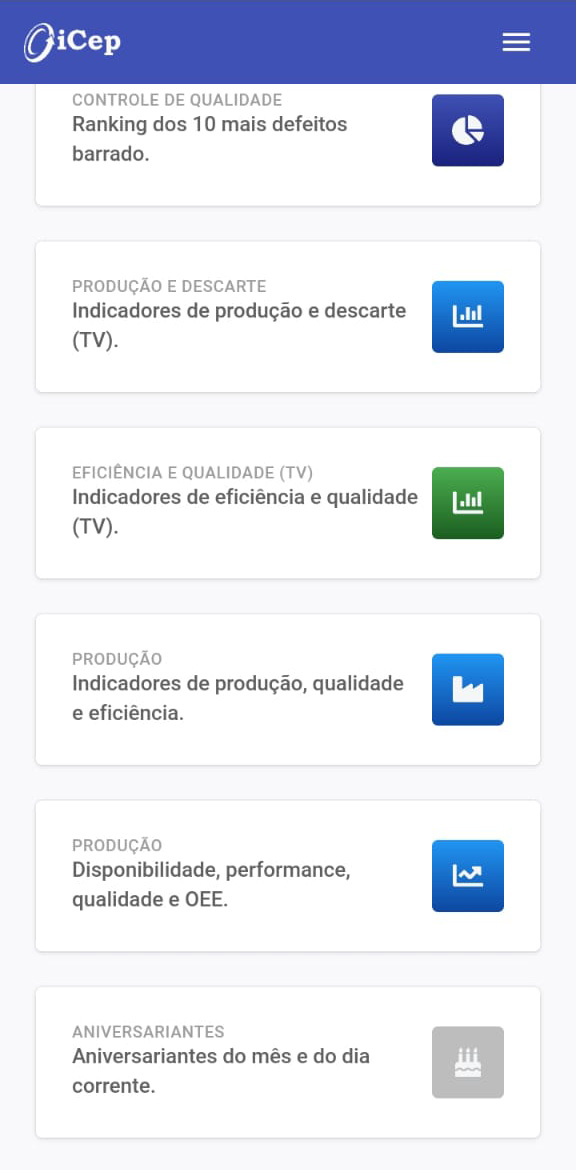 iCep
CONTROLE DE QUALIDADE
Ranking dos 10 mais defeitos
barrado.
PRODUÇÃO E DESCARTE
Indicadores de produção e descarte
(TV).
EFICIÊNCIA E QUALIDADE (TV)
Indicadores de eficiência e qualidade
(TV).
PRODUÇÃO
Indicadores de produção, qualidade
e eficiência.
PRODUÇÃO
Disponibilidade, performance,
qualidade e OEE.
ANIVERSARIANTES
Aniversariantes do mês e do dia
corrente.